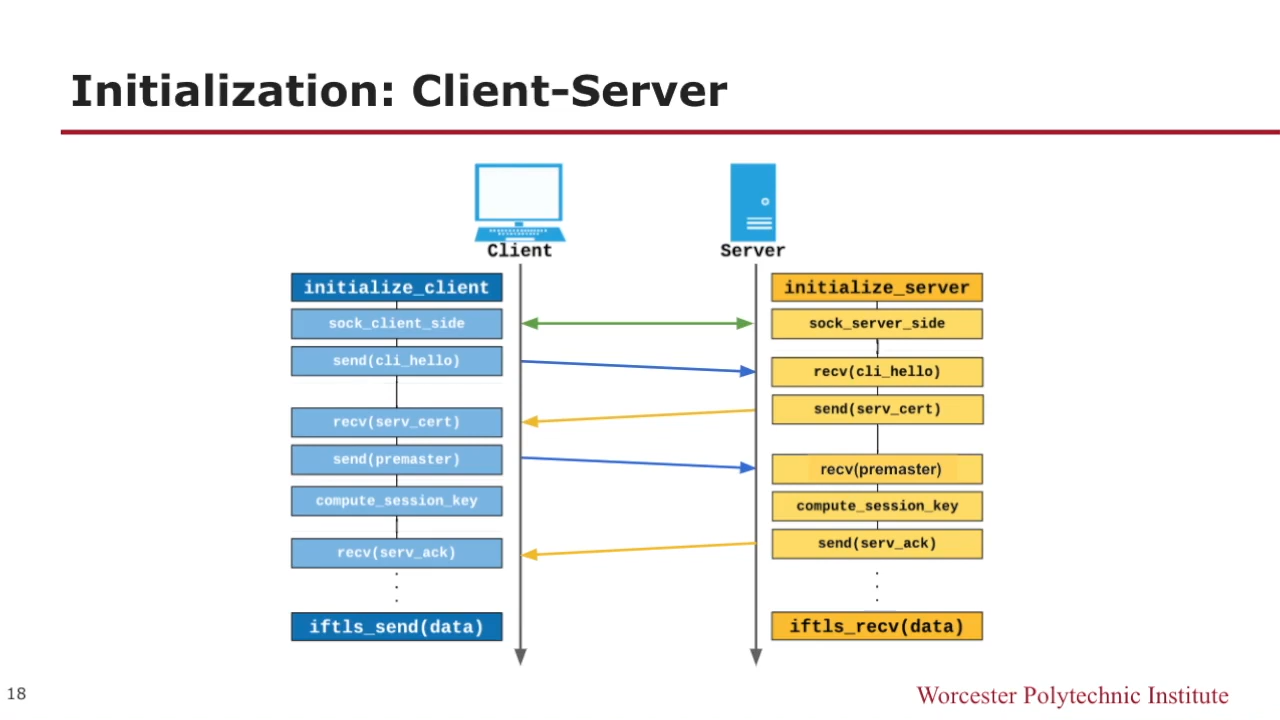 Initialization: Client-Server
Client
Server
initialize_client
sock_client_side
send(cli_hello)
recv(serv_cert)
send(premaster)
compute_session_key
recv(serv_ack)
iftls_send(data)
initialize_server
sock_server_side
recv(cli_hello)
send(serv_cert)
recv(premaster)
compute_session_key
send(serv_ack)
iftls_recv(data)
18
Worcester Polytechnic Institute